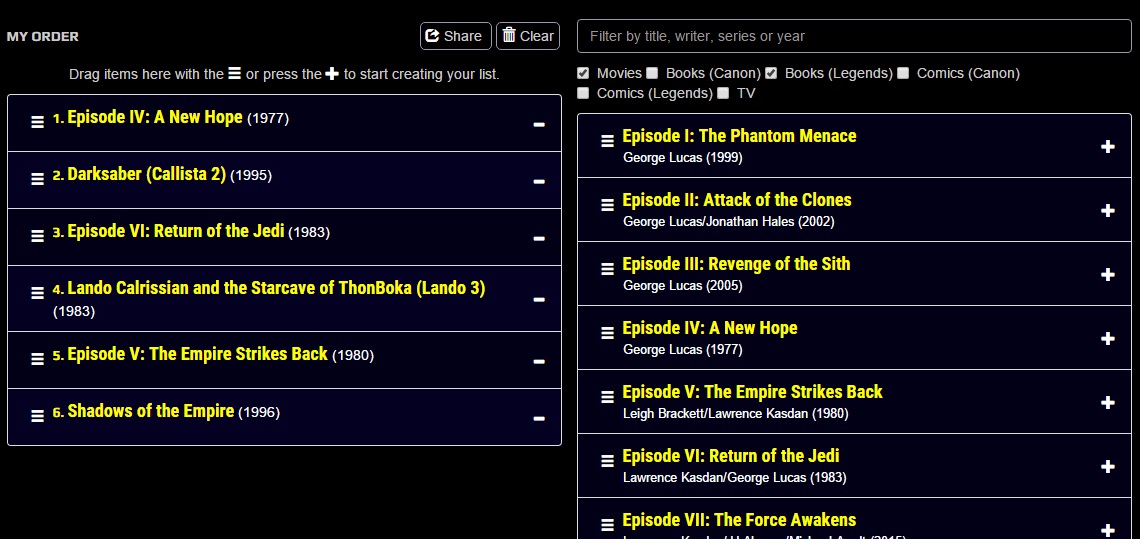 MY ORDER
Share
Clear
Drag items here with the or press the to start creating your list.
1. Episode IV: A New Hope (1977)
2. Darksaber (Callista 2) (1995)
3. Episode VI: Return of the Jedi (1983)
4. Lando Calrissian and the Starcave of ThonBoka (Lando 3)
(1983)
5. Episode V: The Empire Strikes Back (1980)
6. Shadows of the Empire (1996)
Filter by title, writer, series or year
Movies Books (Canon) Books (Legends) Comics (Canon)
Comics (Legends) TV
Episode I: The Phantom Menace
George Lucas (1999)
Episode II: Attack of the Clones
George Lucas/Jonathan Hales (2002)
Episode III: Revenge of the Sith
George Lucas (2005)
Episode IV: A New Hope
George Lucas (1977)
Episode V: The Empire Strikes Back
Leigh Brackett/Lawrence Kasdan (1980)
Episode VI: Return of the Jedi
Lawrence Kasdan/George Lucas (1983)
Episode VII: The Force Awakens